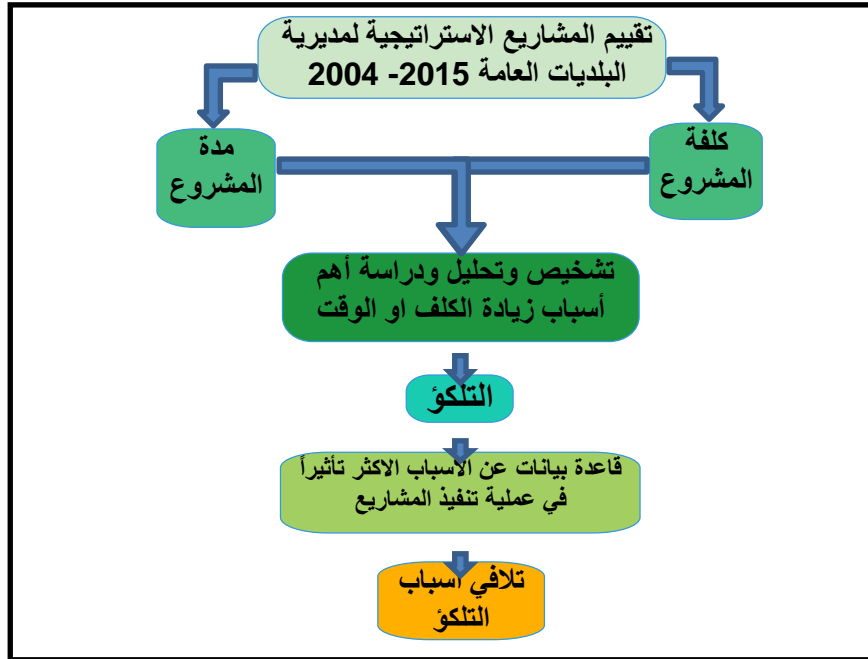 تقييم المشاريع الاستراتيجية لمديرية
البلديات العامة 2015- 2004
كلفة
المشروع
مدة
المشروع
تشخيص وتحليل ودراسة أهم
أسباب زيادة الكلف او الوقت
التلكؤ
قاعدة بيانات عن الأسباب الاكثر تأثيراً
في عملية تنفيذ المشاريع
تلافي اسباب
التلكؤ